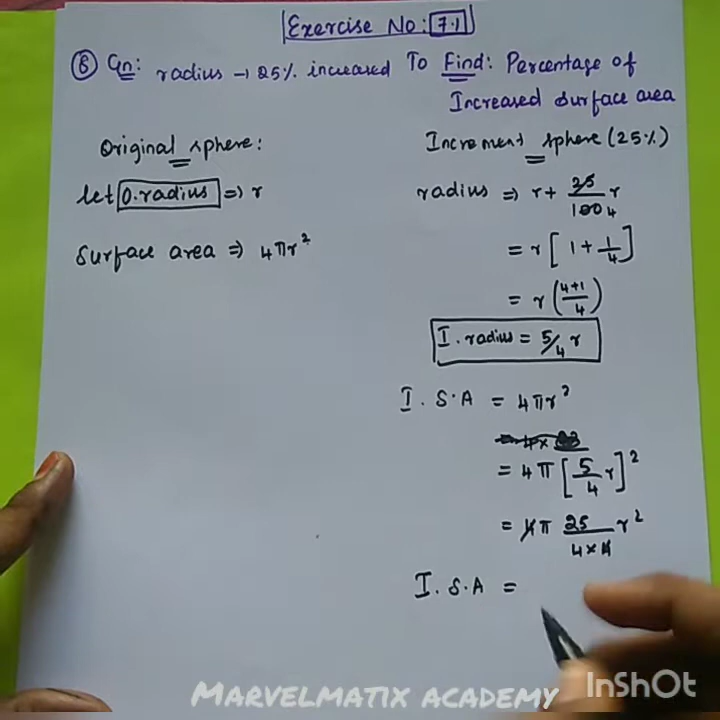 Exercise No: 7.1
8 Gn: radius → 25% increased To Find: Percentage of
Increased surface area
Original sphere:
let O.radius ⇒ r
Surface area ⇒ 4πr²
Increment sphere (25%)
radius ⇒ r + 25/100 4 r
= r [1 + 1/4]
= r (4+1/4)
I. radius = 5/4 r
I. S.A = 4πr²
= 4π [5/4 r]²
= 4π 25/4×4 r²
I. S.A =
MARVELMATIX ACADEMY
InShOt